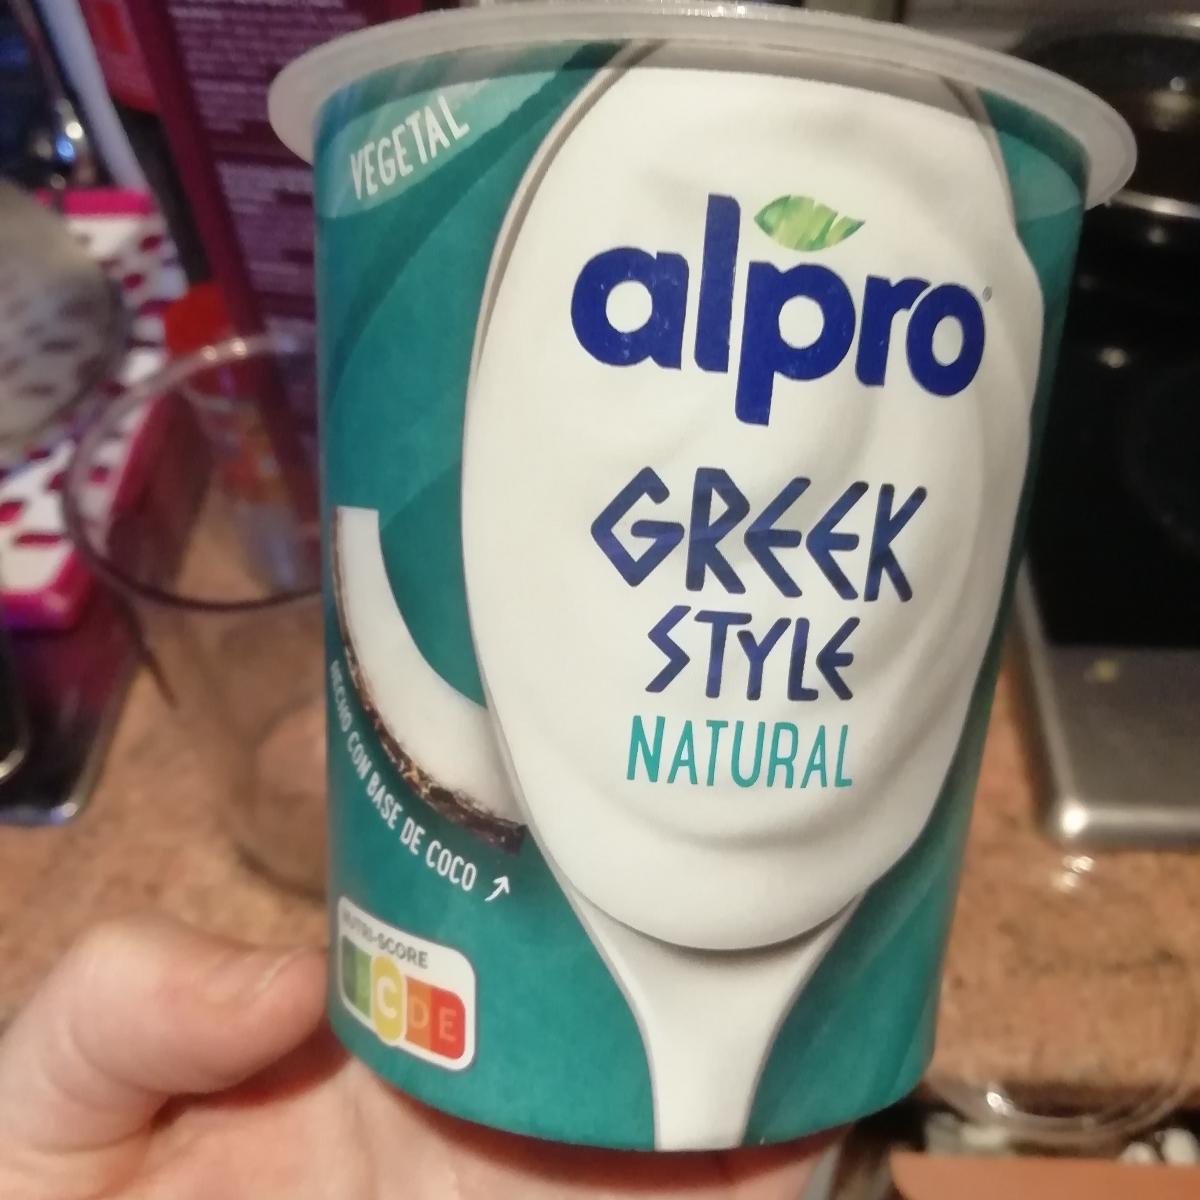 VEGETAL
alpro
GREEK
STYLE
NATURAL
HECHO CON BASE DE COCO ↑
NUTRI-SCORE
C D E